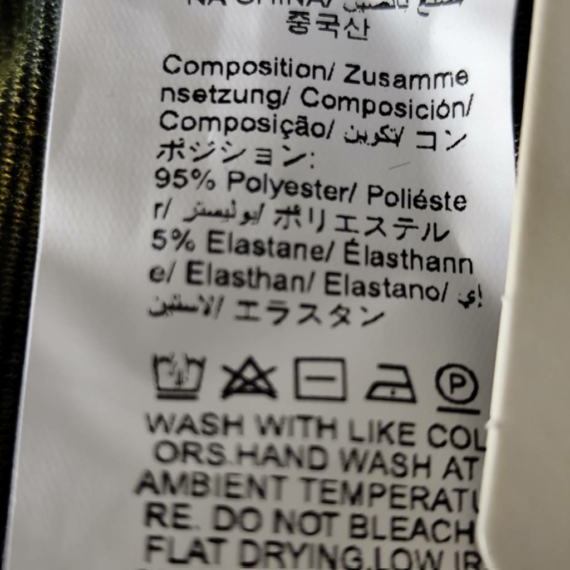 중국산
Composition/ Zusamme
nsetzung/ Composición/
Composição/ تكوين/ コン
ポジション:
95% Polyester/ Poliéste
r/ بوليستر/ ポリエステル
5% Elastane/ Élasthann
e/ Elasthan/ Elastano/ إي
لاستين/ エラスタン
P
WASH WITH LIKE COL
ORS.HAND WASH AT
AMBIENT TEMPERATU
RE. DO NOT BLEACH
FLAT DRYING.LOW IR